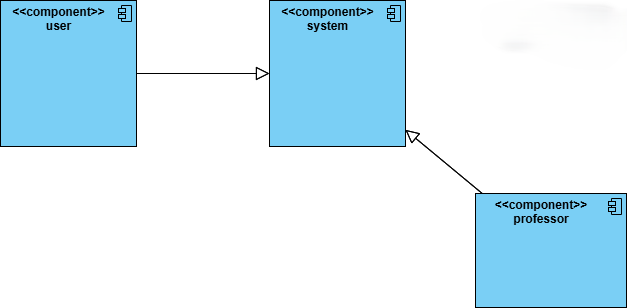 <<component>>
user
<<component>>
system
<<component>>
professor